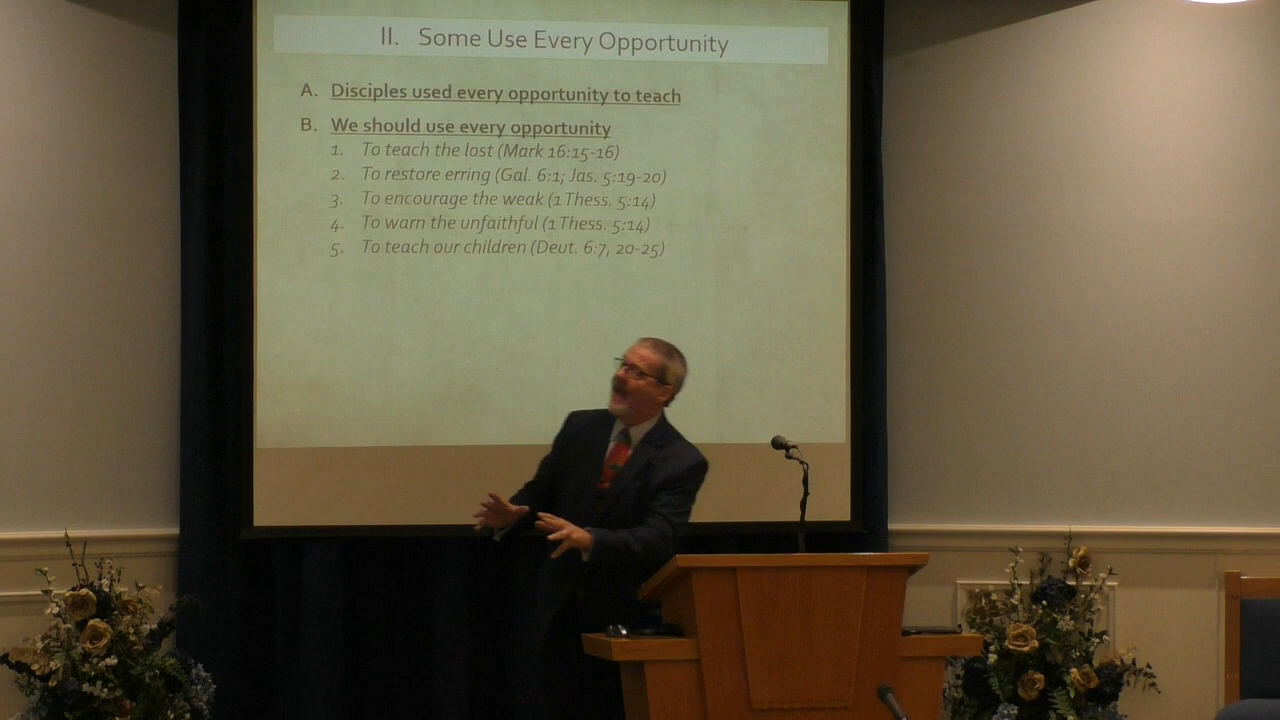 II. Some Use Every Opportunity
A. Disciples used every opportunity to teach
B. We should use every opportunity
1. To teach the lost (Mark 16:15-16)
2. To restore erring (Gal. 6:1; Jas. 5:19-20)
3. To encourage the weak (1 Thess. 5:14)
4. To warn the unfaithful (1 Thess. 5:14)
5. To teach our children (Deut. 6:7, 20-25)